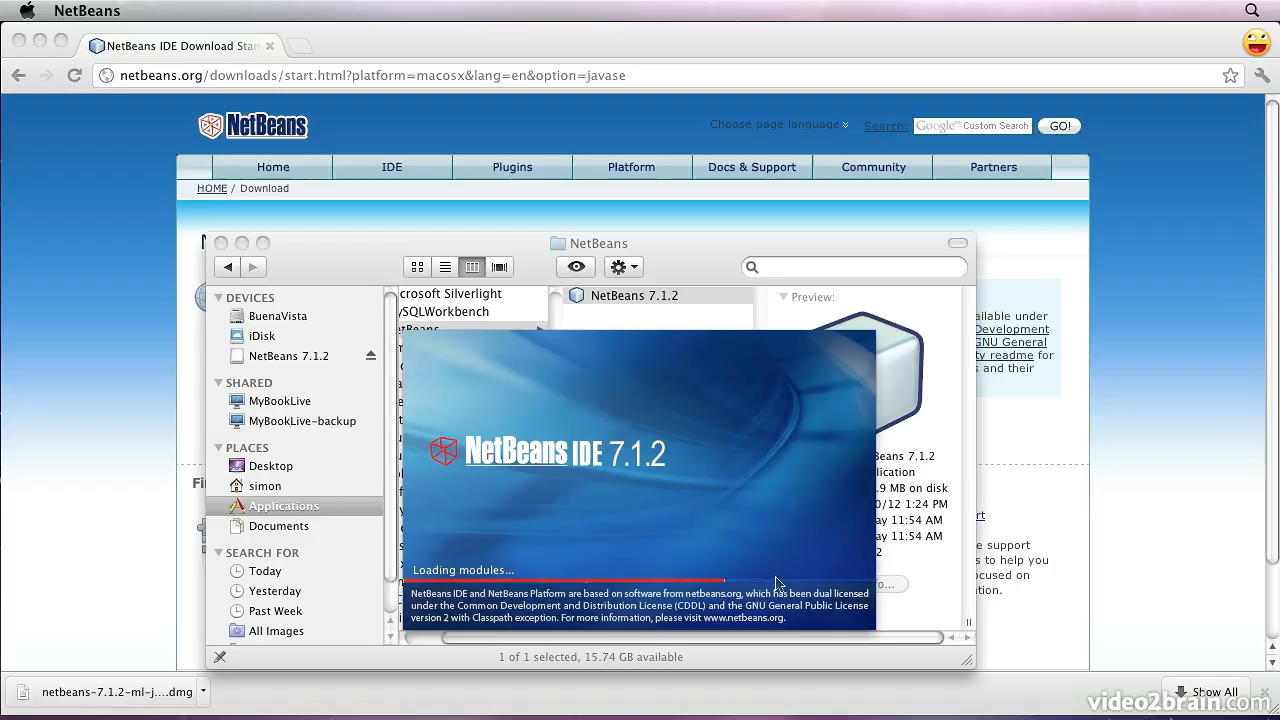 NetBeans
NetBeans IDE Download Star
netbeans.org/downloads/start.html?platform=macosx&lang=en&option=javase
NetBeans
Choose page language
Search:
Google™ Custom Search
GO!
Home
IDE
Plugins
Platform
Docs & Support
Community
Partners
HOME / Download
NetBeans
DEVICES
BuenaVista
iDisk
NetBeans 7.1.2
SHARED
MyBookLive
MyBookLive-backup
PLACES
Desktop
simon
Applications
Documents
SEARCH FOR
Today
Yesterday
Past Week
All Images
crosoft Silverlight
ySQLWorkbench
etBeans
NetBeans 7.1.2
Preview:
NetBeans IDE 7.1.2
Loading modules...
NetBeans IDE and NetBeans Platform are based on software from netbeans.org, which has been dual licensed
under the Common Development and Distribution License (CDDL) and the GNU General Public License
version 2 with Classpath exception. For more information, please visit www.netbeans.org.
Beans 7.1.2
lication
.9 MB on disk
0/12 1:24 PM
ay 11:54 AM
ay 11:54 AM
2
o...
ailable under
Development
GNU General
ty readme for
s and their
rt
e support
s to help you
ocused on
tion.
1 of 1 selected, 15.74 GB available
netbeans-7.1.2-ml-j....dmg
Show All
video2brain.com